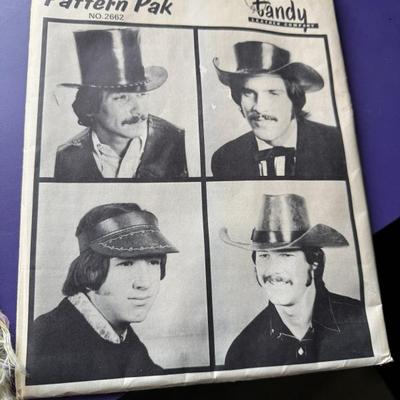 Pattern Pak
NO. 2662
tandy
LEATHER COMPANY